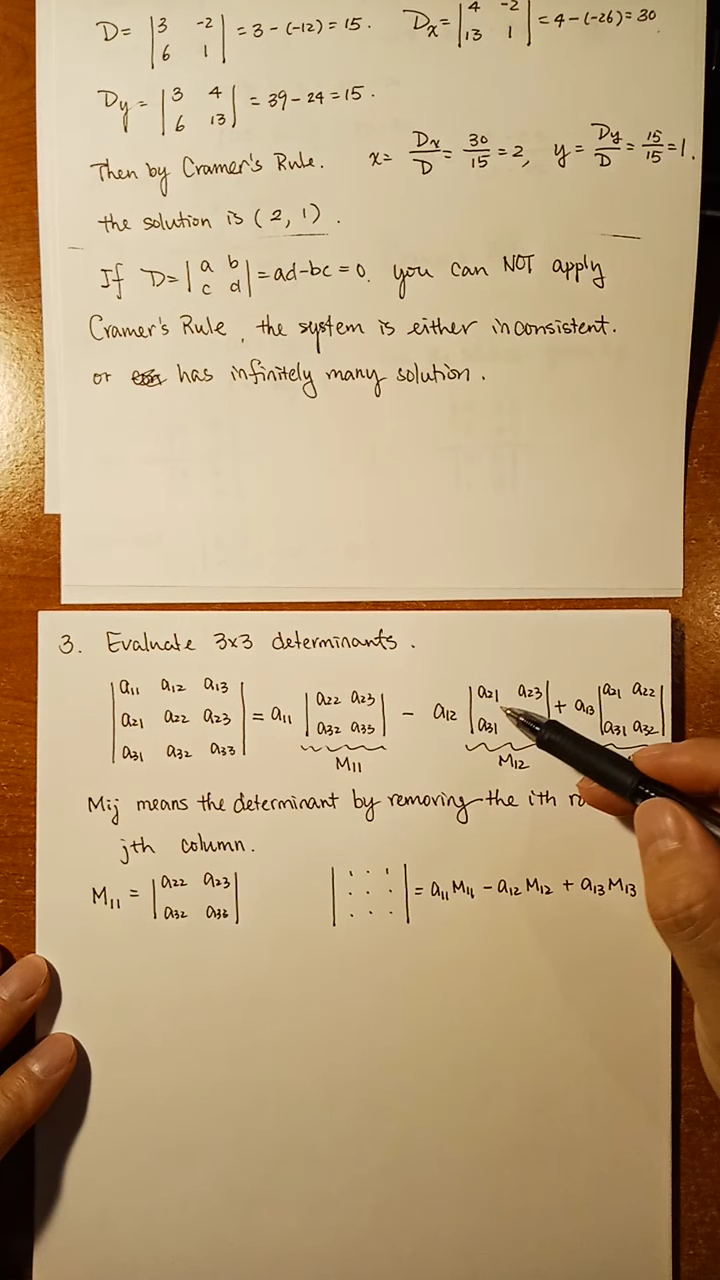 D = | 3 -2 | = 3 - (-12) = 15. Dx = | 4 -2 | = 4 - (-26) = 30
| 6 1 | | 13 1 |
Dy = | 3 4 | = 39 - 24 = 15.
| 6 13 |
Then by Cramer's Rule. x = Dx/D = 30/15 = 2, y = Dy/D = 15/15 = 1.
the solution is (2, 1).
If D = | a b | = ad - bc = 0. you can NOT apply
| c d |
Cramer's Rule, the system is either inconsistent.
or has infinitely many solution.
3. Evaluate 3x3 determinants.
| a11 a12 a13 |
| a21 a22 a23 | = a11 | a22 a23 | - a12 | a21 a23 | + a13 | a21 a22 |
| a31 a32 a33 | | a32 a33 | | a31 | | a31 a32 |
M11 M12
Mij means the determinant by removing the ith
jth column.
M11 = | a22 a23 | | . . . | = a11 M11 - a12 M12 + a13 M13
| a32 a33 | | . . . |
| . . . |